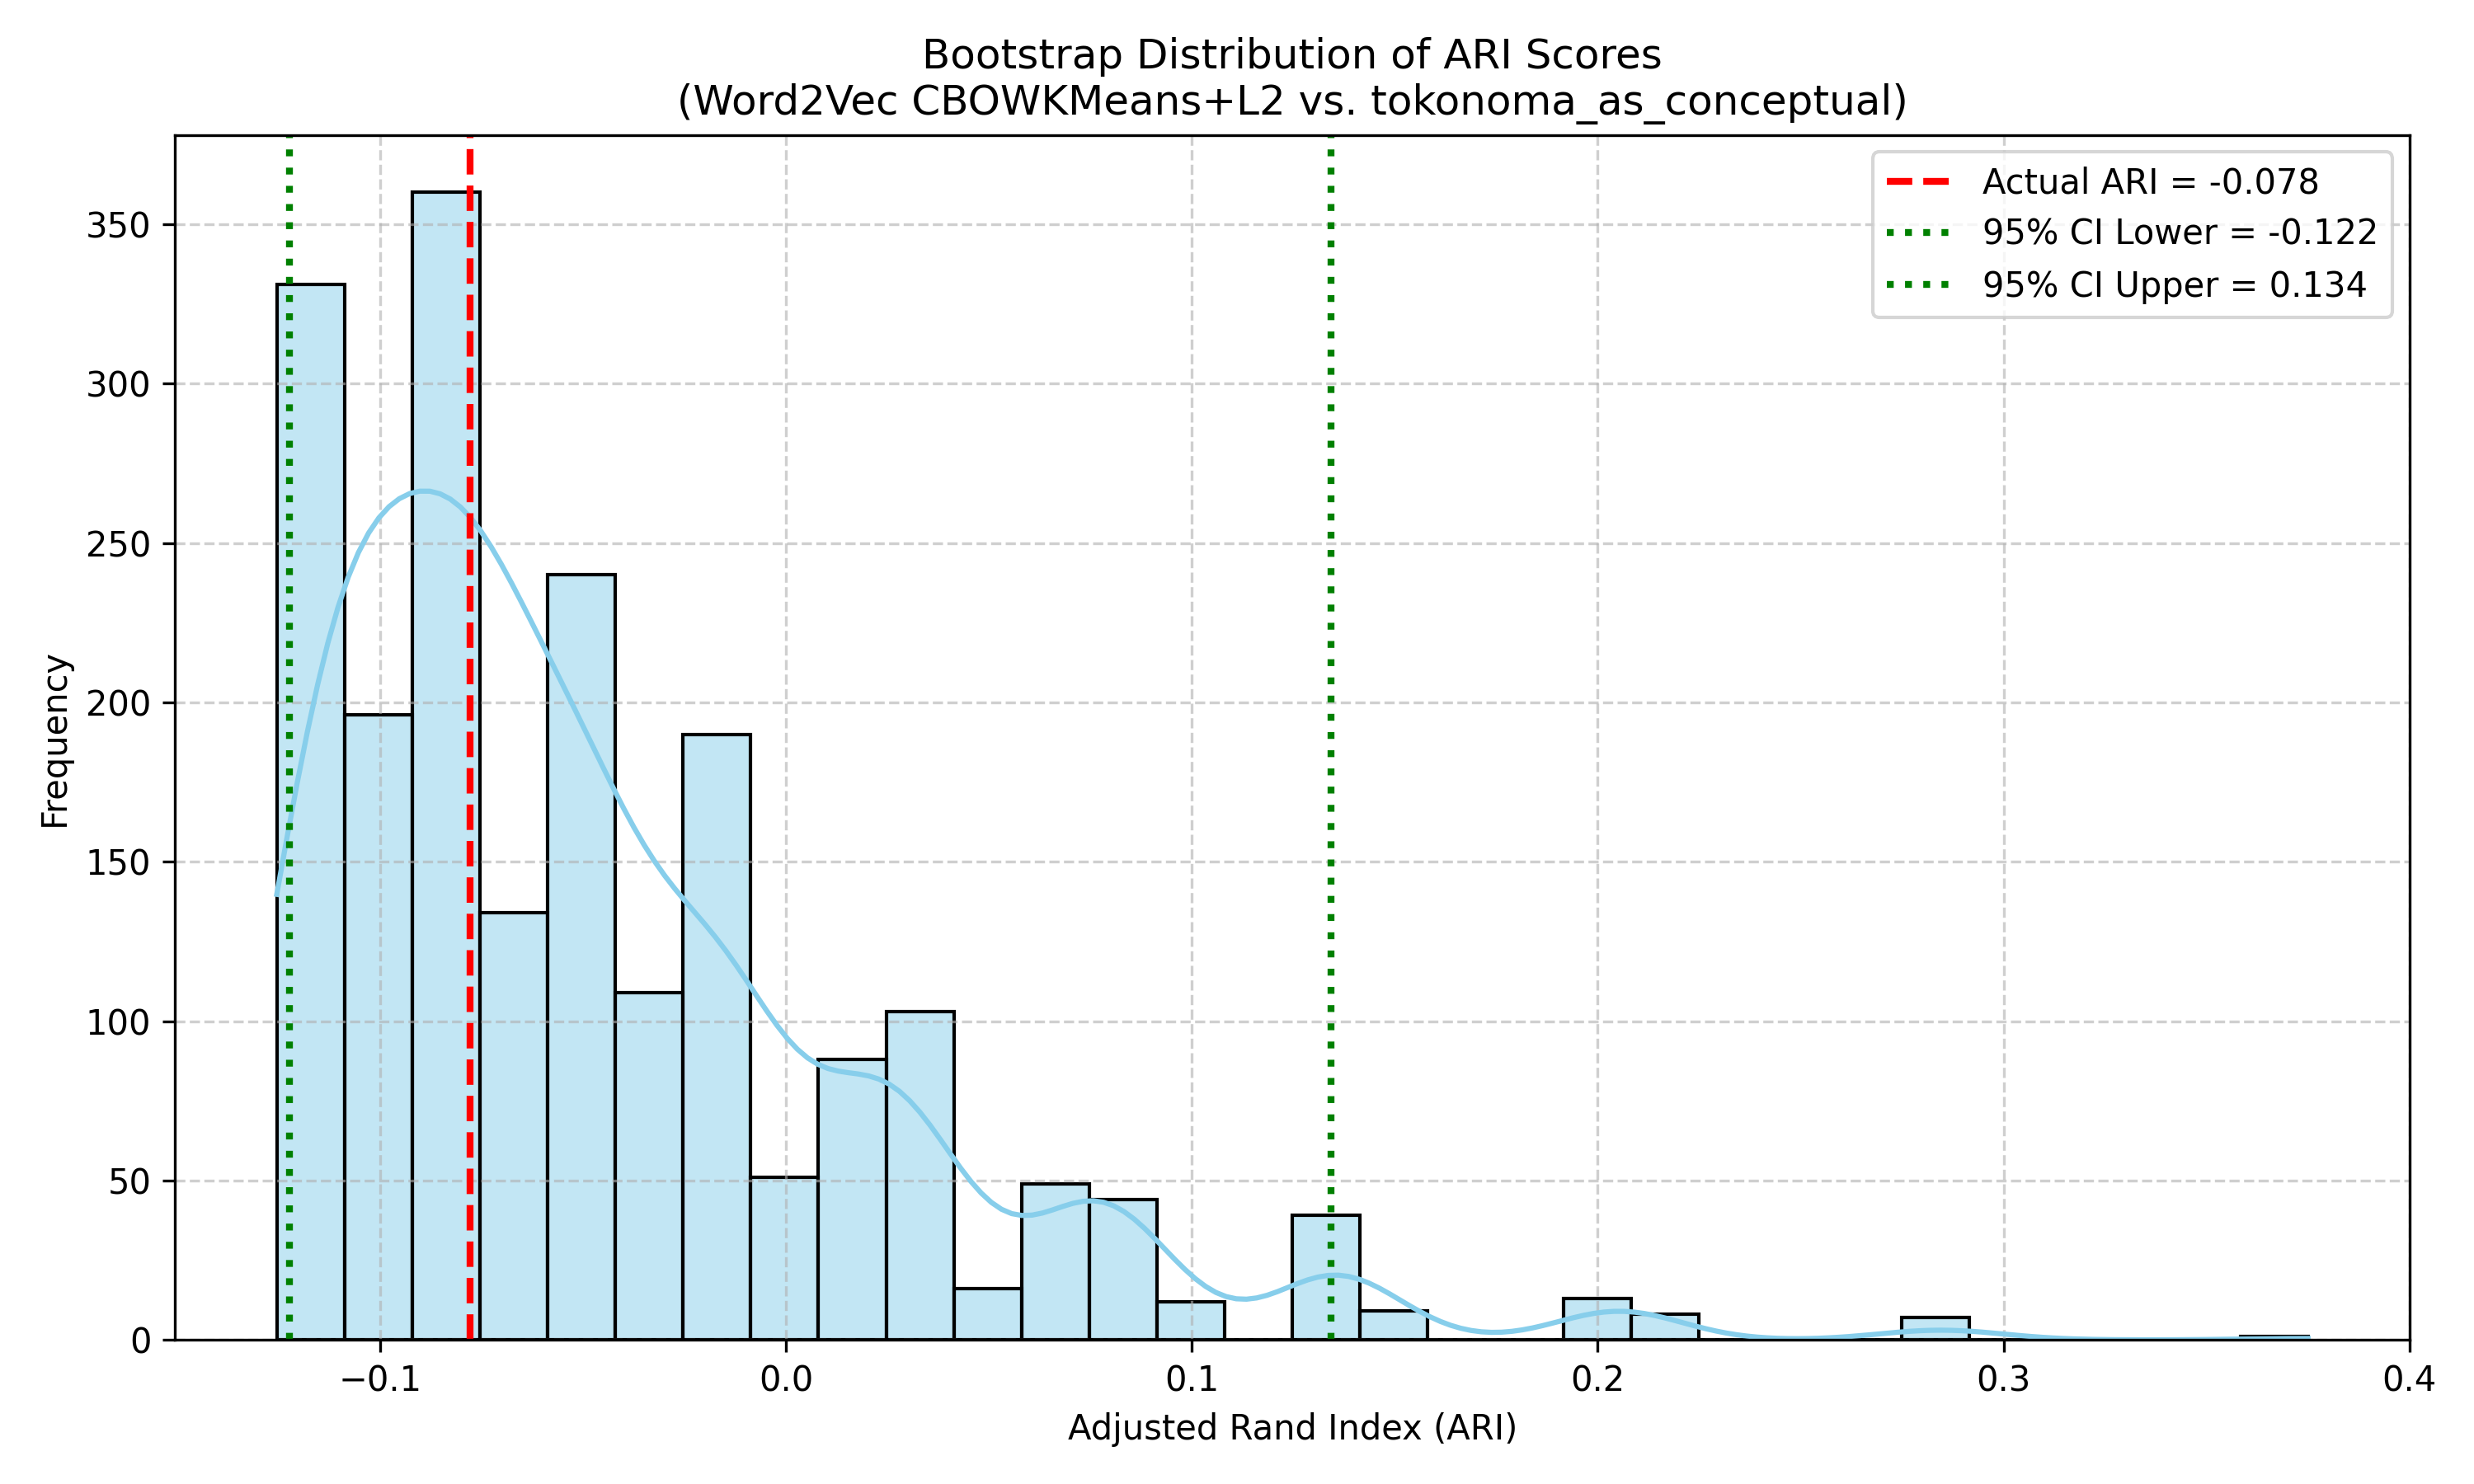 Bootstrap Distribution of ARI Scores
(Word2Vec CBOWKMeans+L2 vs. tokonoma_as_conceptual)
Actual ARI = -0.078
95% CI Lower = -0.122
95% CI Upper = 0.134
Frequency
350
300
250
200
150
100
50
0
−0.1
0.0
0.1
0.2
0.3
0.4
Adjusted Rand Index (ARI)